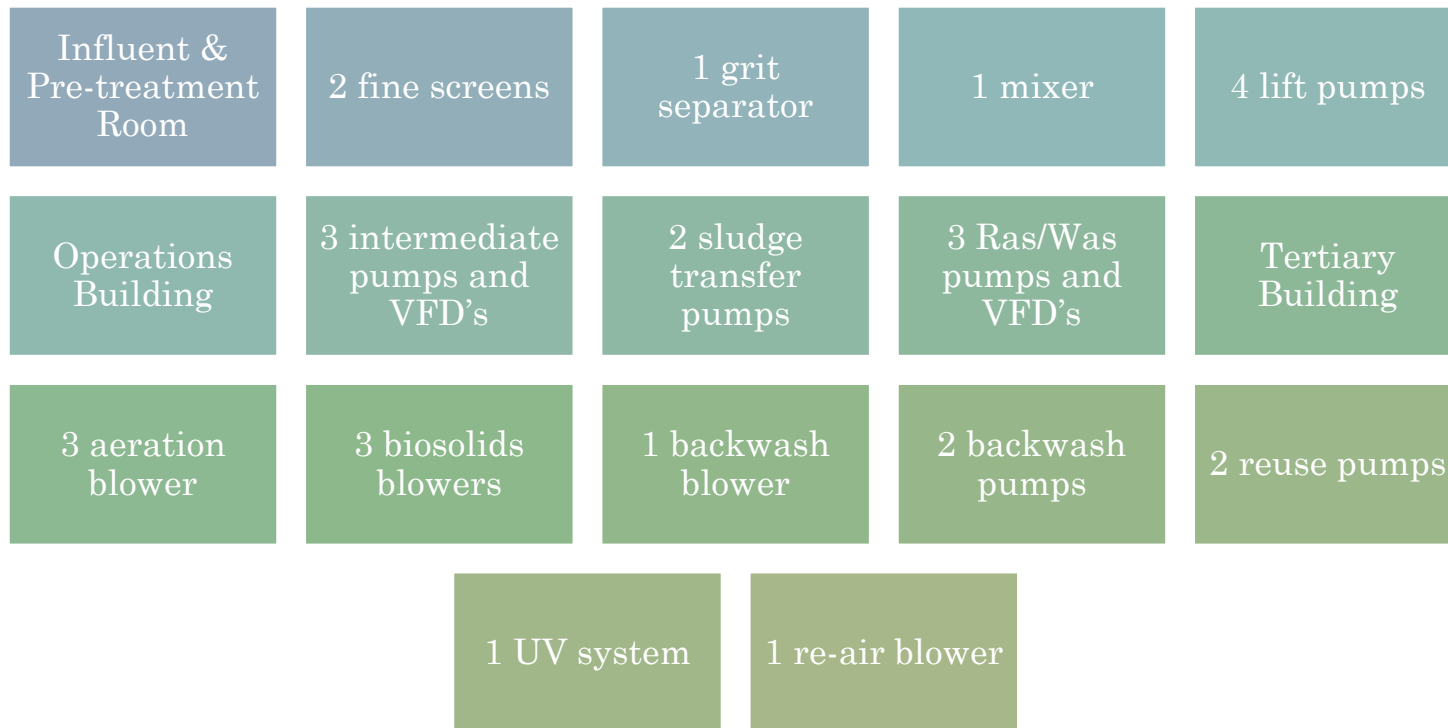 Influent &
Pre-treatment
Room
2 fine screens
1 grit
separator
1 mixer
4 lift pumps
Operations
Building
3 intermediate
pumps and
VFD’s
2 sludge
transfer
pumps
3 Ras/Was
pumps and
VFD’s
Tertiary
Building
3 aeration
blower
3 biosolids
blowers
1 backwash
blower
2 backwash
pumps
2 reuse pumps
1 UV system
1 re-air blower